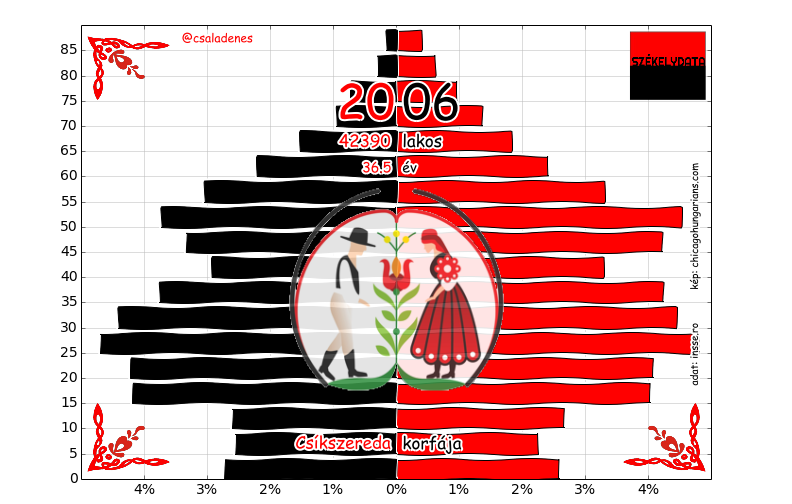 @csaladenes
SZÉKELYDATA
2006
42390 lakos
36.5 év
Csíkszereda korfája
kép: chicagohungarians.com
adat: insse.ro
85
80
75
70
65
60
55
50
45
40
35
30
25
20
15
10
5
0
4% 3% 2% 1% 0% 1% 2% 3% 4%